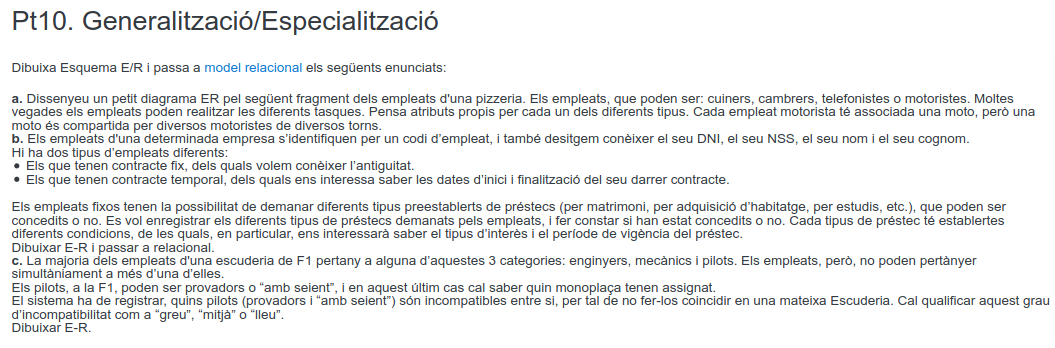 Pt10. Generalització/Especialització
Dibuixa Esquema E/R i passa a model relacional els següents enunciats:
a. Dissenyeu un petit diagrama ER pel següent fragment dels empleats d'una pizzeria. Els empleats, que poden ser: cuiners, cambrers, telefonistes o motoristes. Moltes
vegades els empleats poden realitzar les diferents tasques. Pensa atributs propis per cada un dels diferents tipus. Cada empleat motorista té associada una moto, però una
moto és compartida per diversos motoristes de diversos torns.
b. Els empleats d'una determinada empresa s'identifiquen per un codi d'empleat, i també desitgem conèixer el seu DNI, el seu NSS, el seu nom i el seu cognom.
Hi ha dos tipus d'empleats diferents:
• Els que tenen contracte fix, dels quals volem conèixer l'antiguitat.
• Els que tenen contracte temporal, dels quals ens interessa saber les dates d'inici i finalització del seu darrer contracte.
Els empleats fixos tenen la possibilitat de demanar diferents tipus preestablerts de préstecs (per matrimoni, per adquisició d'habitatge, per estudis, etc.), que poden ser
concedits o no. Es vol enregistrar els diferents tipus de préstecs demanats pels empleats, i fer constar si han estat concedits o no. Cada tipus de préstec té establertes
diferents condicions, de les quals, en particular, ens interessarà saber el tipus d'interès i el període de vigència del préstec.
Dibuixar E-R i passar a relacional.
c. La majoria dels empleats d'una escuderia de F1 pertany a alguna d'aquestes 3 categories: enginyers, mecànics i pilots. Els empleats, però, no poden pertànyer
simultàniament a més d'una d'elles.
Els pilots, a la F1, poden ser provadors o "amb seient", i en aquest últim cas cal saber quin monoplaça tenen assignat.
El sistema ha de registrar, quins pilots (provadors i "amb seient") són incompatibles entre si, per tal de no fer-los coincidir en una mateixa Escuderia. Cal qualificar aquest grau
d'incompatibilitat com a "greu", "mitjà" o "lleu".
Dibuixar E-R.